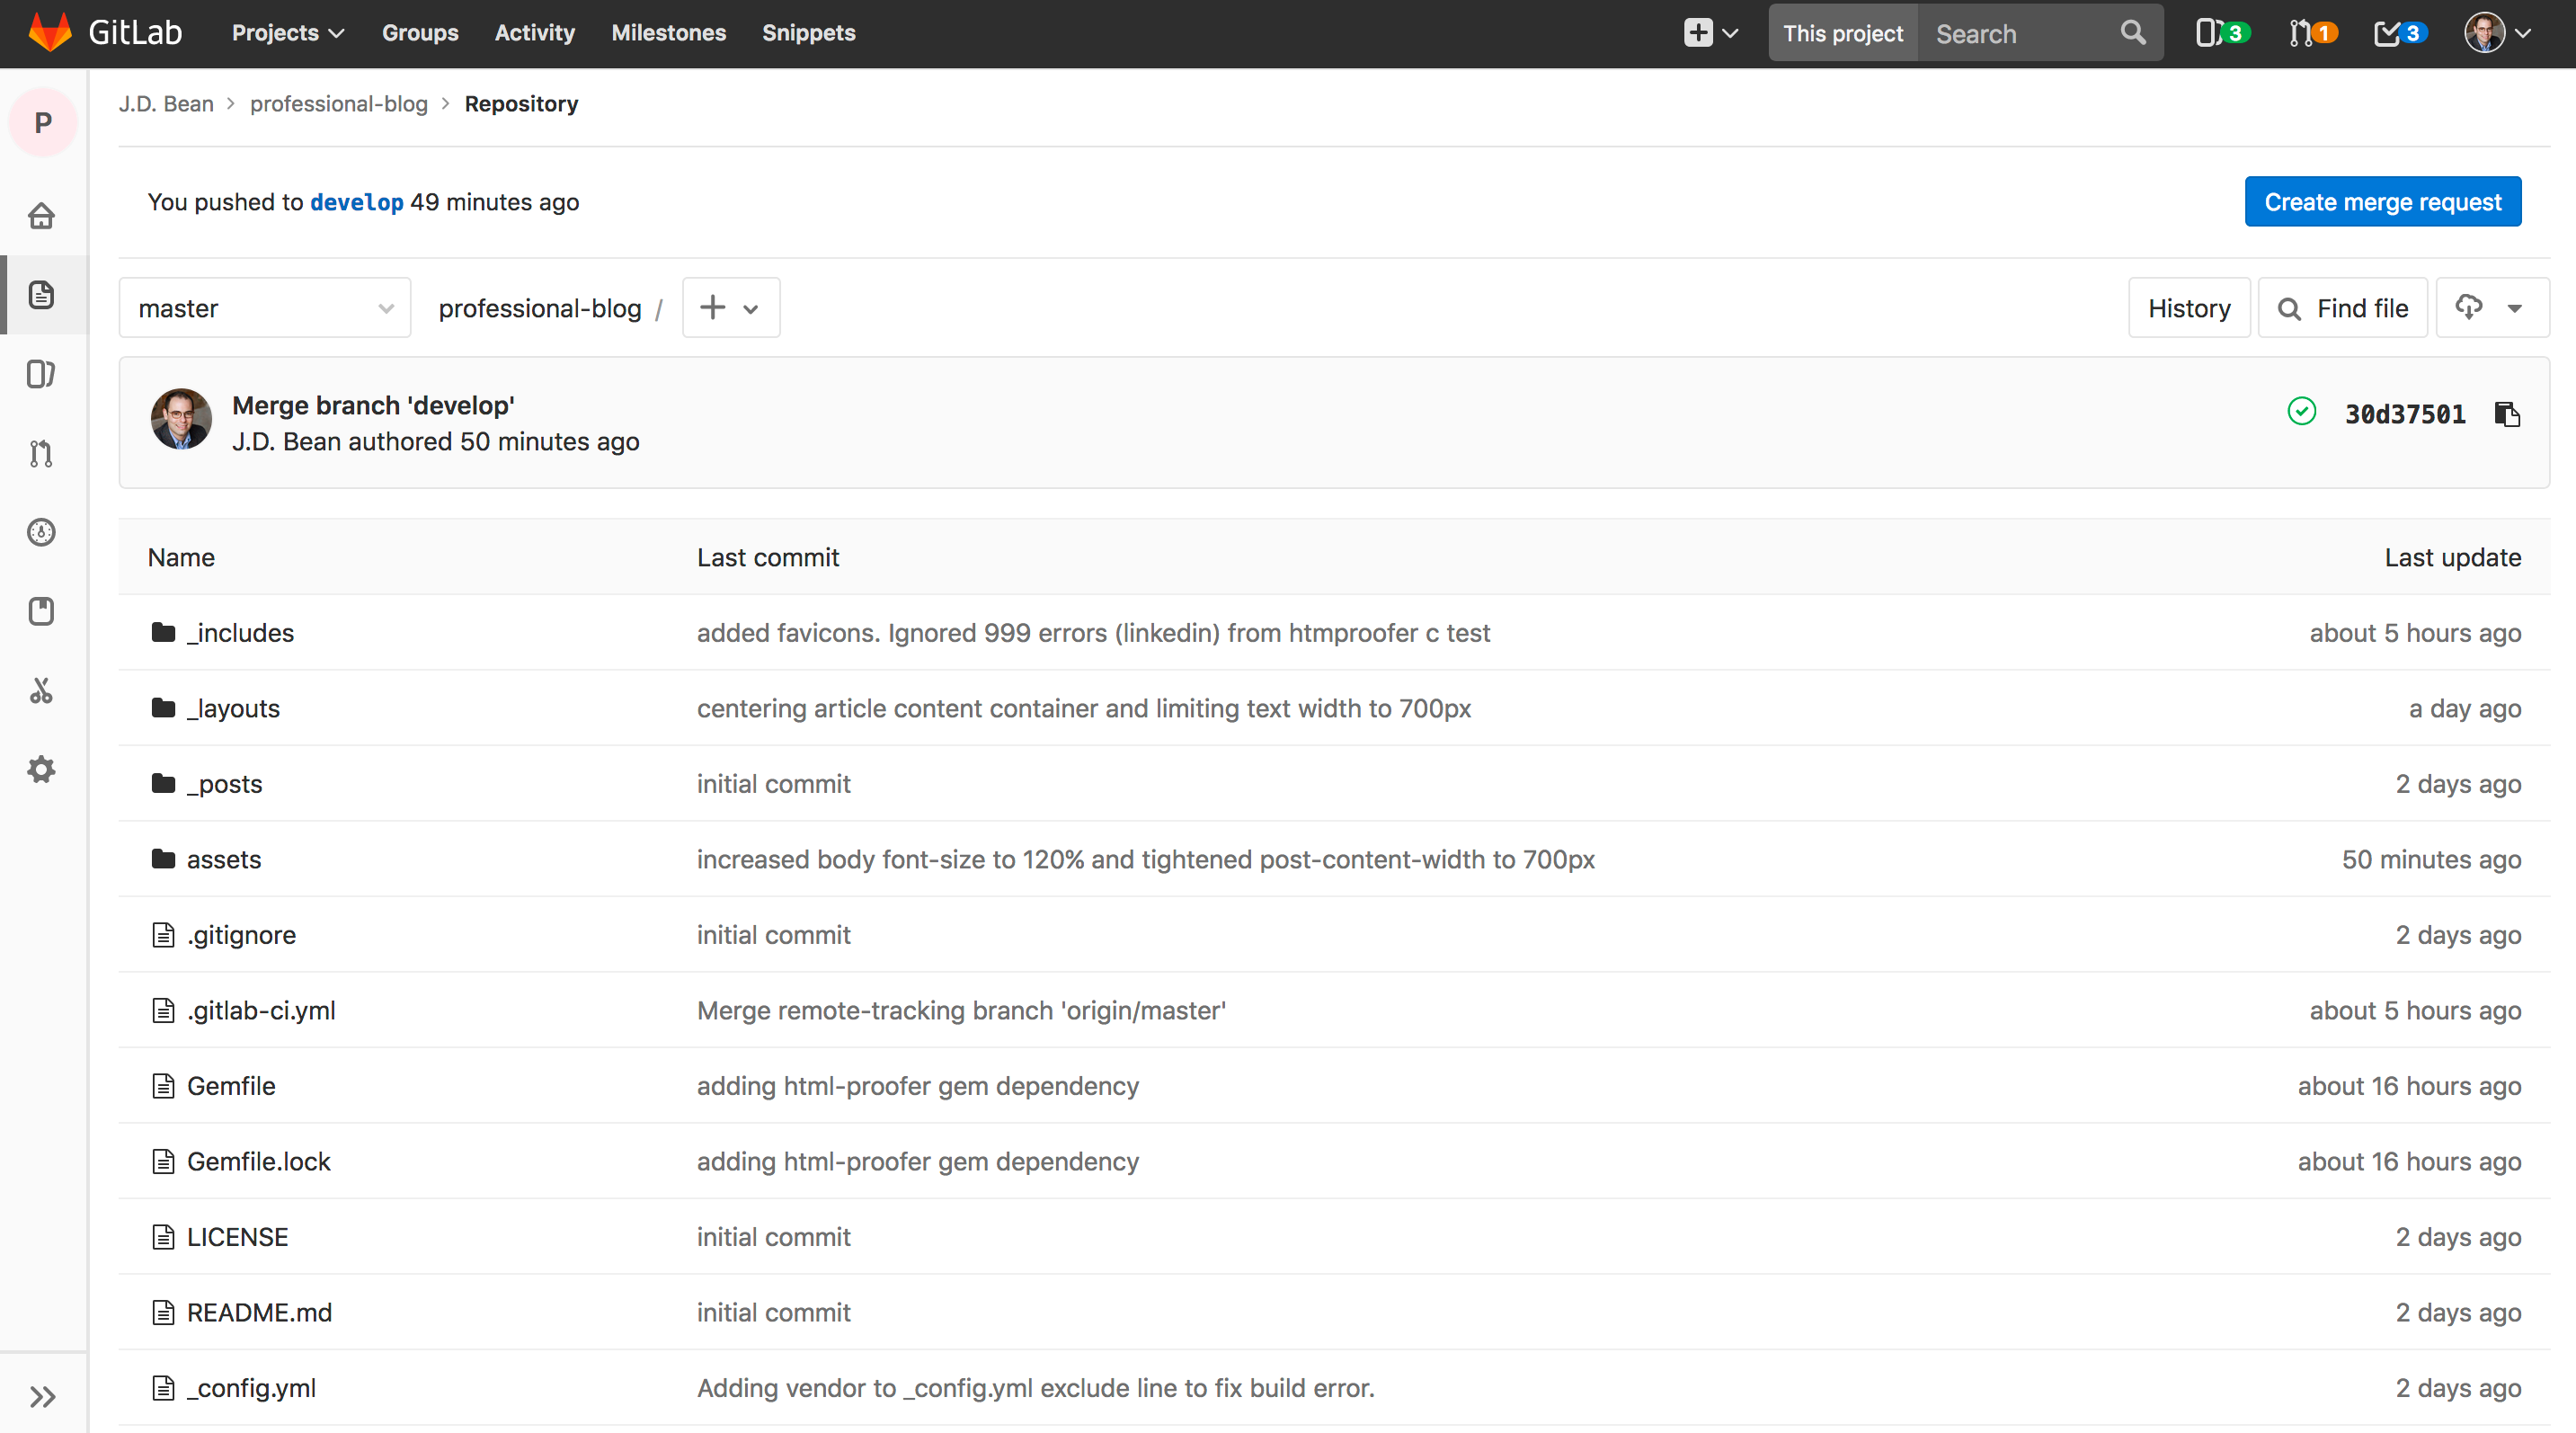 GitLab Projects Groups Activity Milestones Snippets This project Search 3 1 3
P
J.D. Bean > professional-blog > Repository
You pushed to develop 49 minutes ago Create merge request
master professional-blog / + History Find file
Merge branch 'develop'
J.D. Bean authored 50 minutes ago
30d37501
Name Last commit Last update
_includes added favicons. Ignored 999 errors (linkedin) from htmproofer c test about 5 hours ago
_layouts centering article content container and limiting text width to 700px a day ago
_posts initial commit 2 days ago
assets increased body font-size to 120% and tightened post-content-width to 700px 50 minutes ago
.gitignore initial commit 2 days ago
.gitlab-ci.yml Merge remote-tracking branch 'origin/master' about 5 hours ago
Gemfile adding html-proofer gem dependency about 16 hours ago
Gemfile.lock adding html-proofer gem dependency about 16 hours ago
LICENSE initial commit 2 days ago
README.md initial commit 2 days ago
_config.yml Adding vendor to _config.yml exclude line to fix build error. 2 days ago